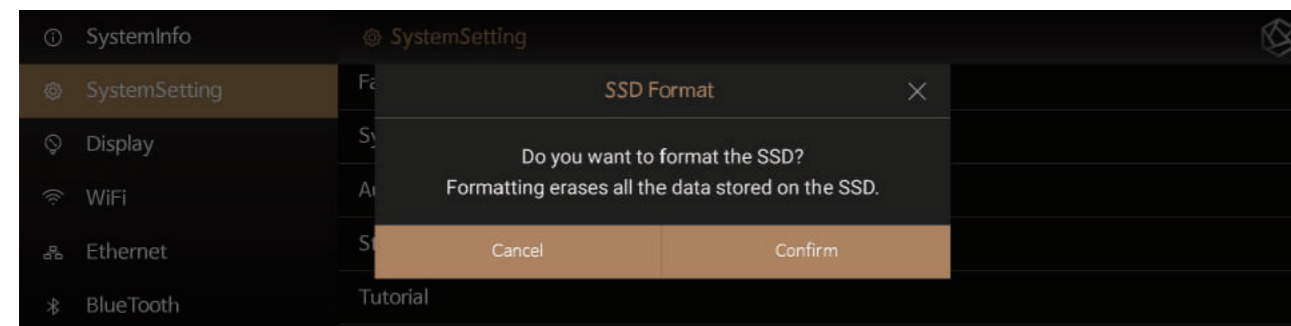 SystemInfo
SystemSetting
SystemSetting
Display
WiFi
Ethernet
BlueTooth
SSD Format
Do you want to format the SSD?
Formatting erases all the data stored on the SSD.
Cancel
Confirm
Tutorial